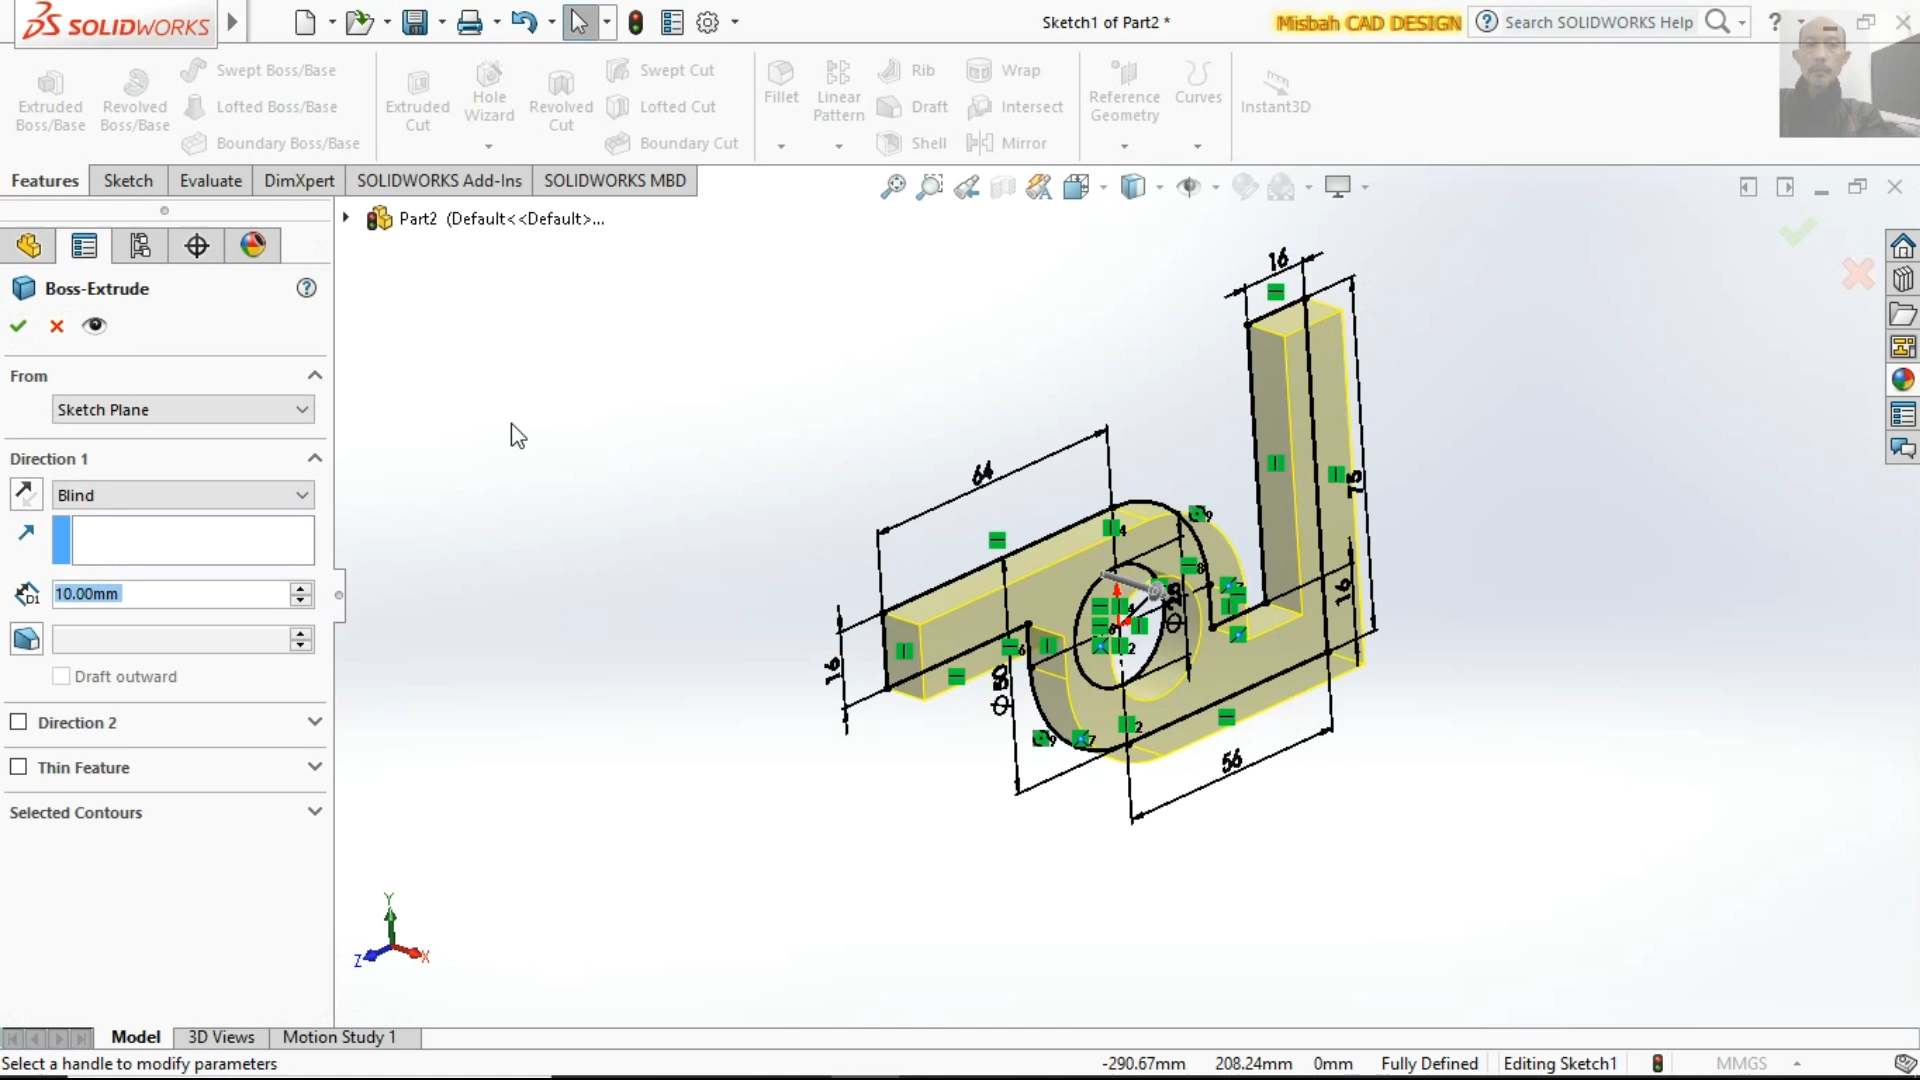 SOLIDWORKS
Sketch1 of Part2 *
Misbah CAD DESIGN
Search SOLIDWORKS Help
?
Extruded Boss/Base
Revolved Boss/Base
Swept Boss/Base
Lofted Boss/Base
Boundary Boss/Base
Extruded Cut
Hole Wizard
Revolved Cut
Swept Cut
Lofted Cut
Boundary Cut
Fillet
Linear Pattern
Rib
Draft
Shell
Wrap
Intersect
Mirror
Reference Geometry
Curves
Instant3D
Features
Sketch
Evaluate
DimXpert
SOLIDWORKS Add-Ins
SOLIDWORKS MBD
Part2 (Default<<Default>...
Boss-Extrude
From
Sketch Plane
Direction 1
Blind
D1
10.00mm
Draft outward
Direction 2
Thin Feature
Selected Contours
16
64
75
16
16
Φ50
56
Y
Z
X
Model
3D Views
Motion Study 1
Select a handle to modify parameters
-290.67mm
208.24mm
0mm
Fully Defined
Editing Sketch1
MMGS